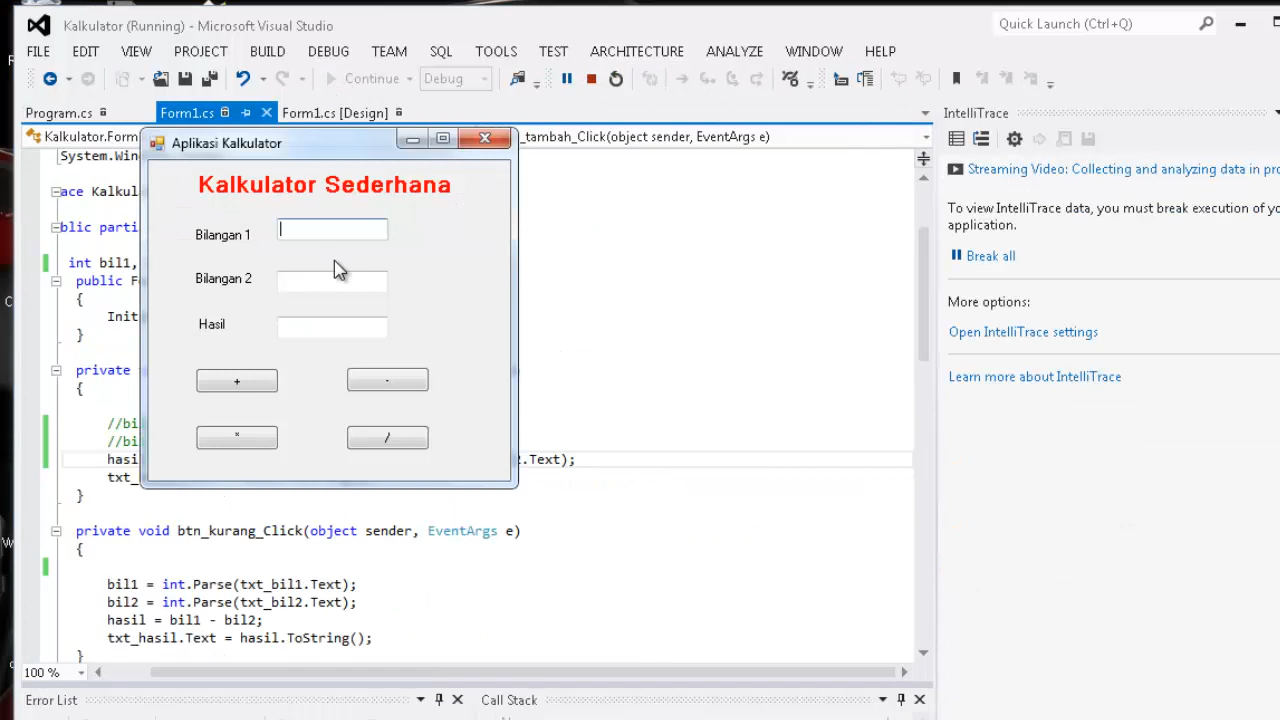 Kalkulator (Running) - Microsoft Visual Studio
Quick Launch (Ctrl+Q)
FILE EDIT VIEW PROJECT BUILD DEBUG TEAM SQL TOOLS TEST ARCHITECTURE ANALYZE WINDOW HELP
Continue Debug
Program.cs Form1.cs Form1.cs [Design]
IntelliTrace
Kalkulator.Form
_tambah_Click(object sender, EventArgs e)
Aplikasi Kalkulator
Kalkulator Sederhana
Bilangan 1
Bilangan 2
Hasil
+ -
* /
System.Win
ace Kalku
blic parti
int bil1,
public F
{
Init
}
private
{
//bi
//bi
hasi
2.Text);
txt_
}
private void btn_kurang_Click(object sender, EventArgs e)
{
bil1 = int.Parse(txt_bil1.Text);
bil2 = int.Parse(txt_bil2.Text);
hasil = bil1 - bil2;
txt_hasil.Text = hasil.ToString();
}
100 %
Error List
Call Stack
Streaming Video: Collecting and analyzing data in pro
To view IntelliTrace data, you must break execution of yo
application.
Break all
More options:
Open IntelliTrace settings
Learn more about IntelliTrace